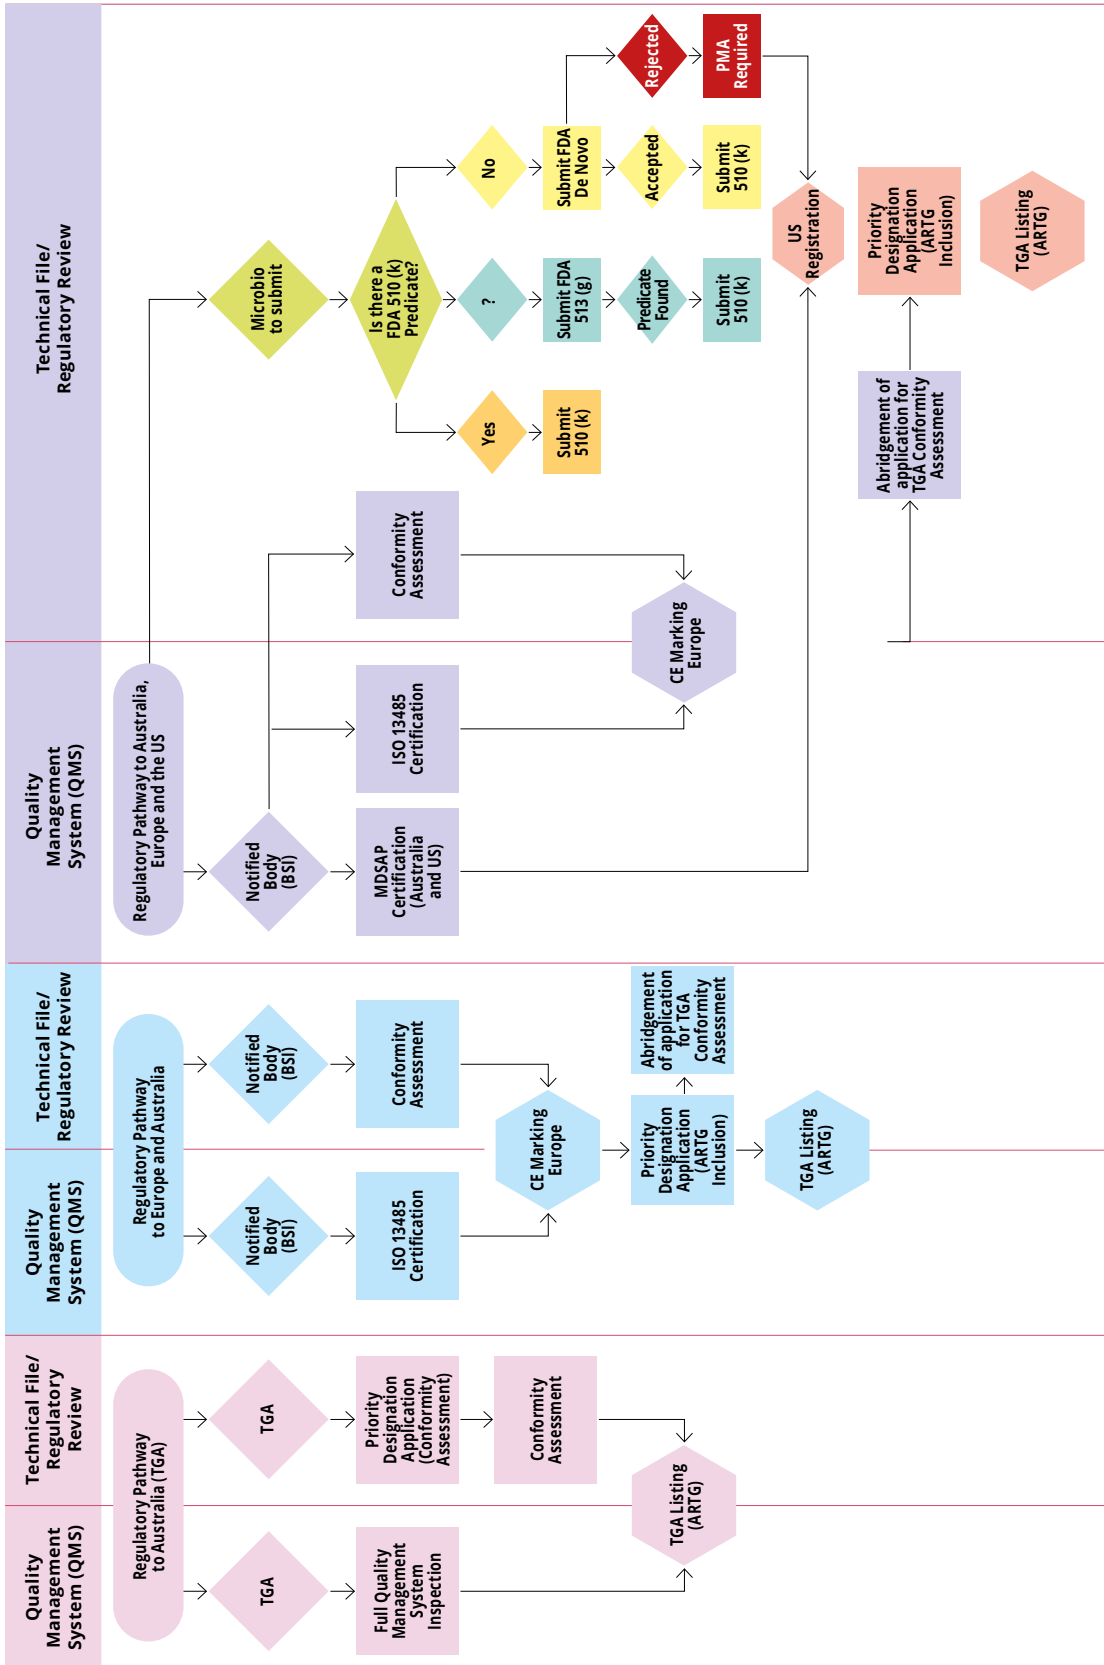 Quality
Management
System (QMS)
Technical File/
Regulatory
Review
Quality
Management
System (QMS)
Technical File/
Regulatory Review
Quality
Management
System (QMS)
Technical File/
Regulatory Review
Regulatory Pathway
to Australia (TGA)
TGA
TGA
Full Quality
Management
System
Inspection
Priority
Designation
Application
(Conformity
Assessment)
Conformity
Assessment
TGA Listing
(ARTG)
Regulatory Pathway
to Europe and Australia
Notified
Body
(BSI)
Notified
Body
(BSI)
ISO 13485
Certification
Conformity
Assessment
CE Marking
Europe
Priority
Designation
Application
(ARTG
Inclusion)
Abridgement
of application
for TGA
Conformity
Assessment
TGA Listing
(ARTG)
Regulatory Pathway to Australia,
Europe and the US
Notified
Body
(BSI)
MDSAP
Certification
(Australia
and US)
ISO 13485
Certification
Conformity
Assessment
CE Marking
Europe
Microbio
to submit
Is there a
FDA 510 (k)
Predicate?
Yes
Submit
510 (k)
?
Submit FDA
513 (g)
Predicate
Found
Submit
510 (k)
No
Submit FDA
De Novo
Accepted
Submit
510 (k)
Rejected
PMA
Required
US
Registration
Abridgement of
application for
TGA Conformity
Assessment
Priority
Designation
Application
(ARTG
Inclusion)
TGA Listing
(ARTG)